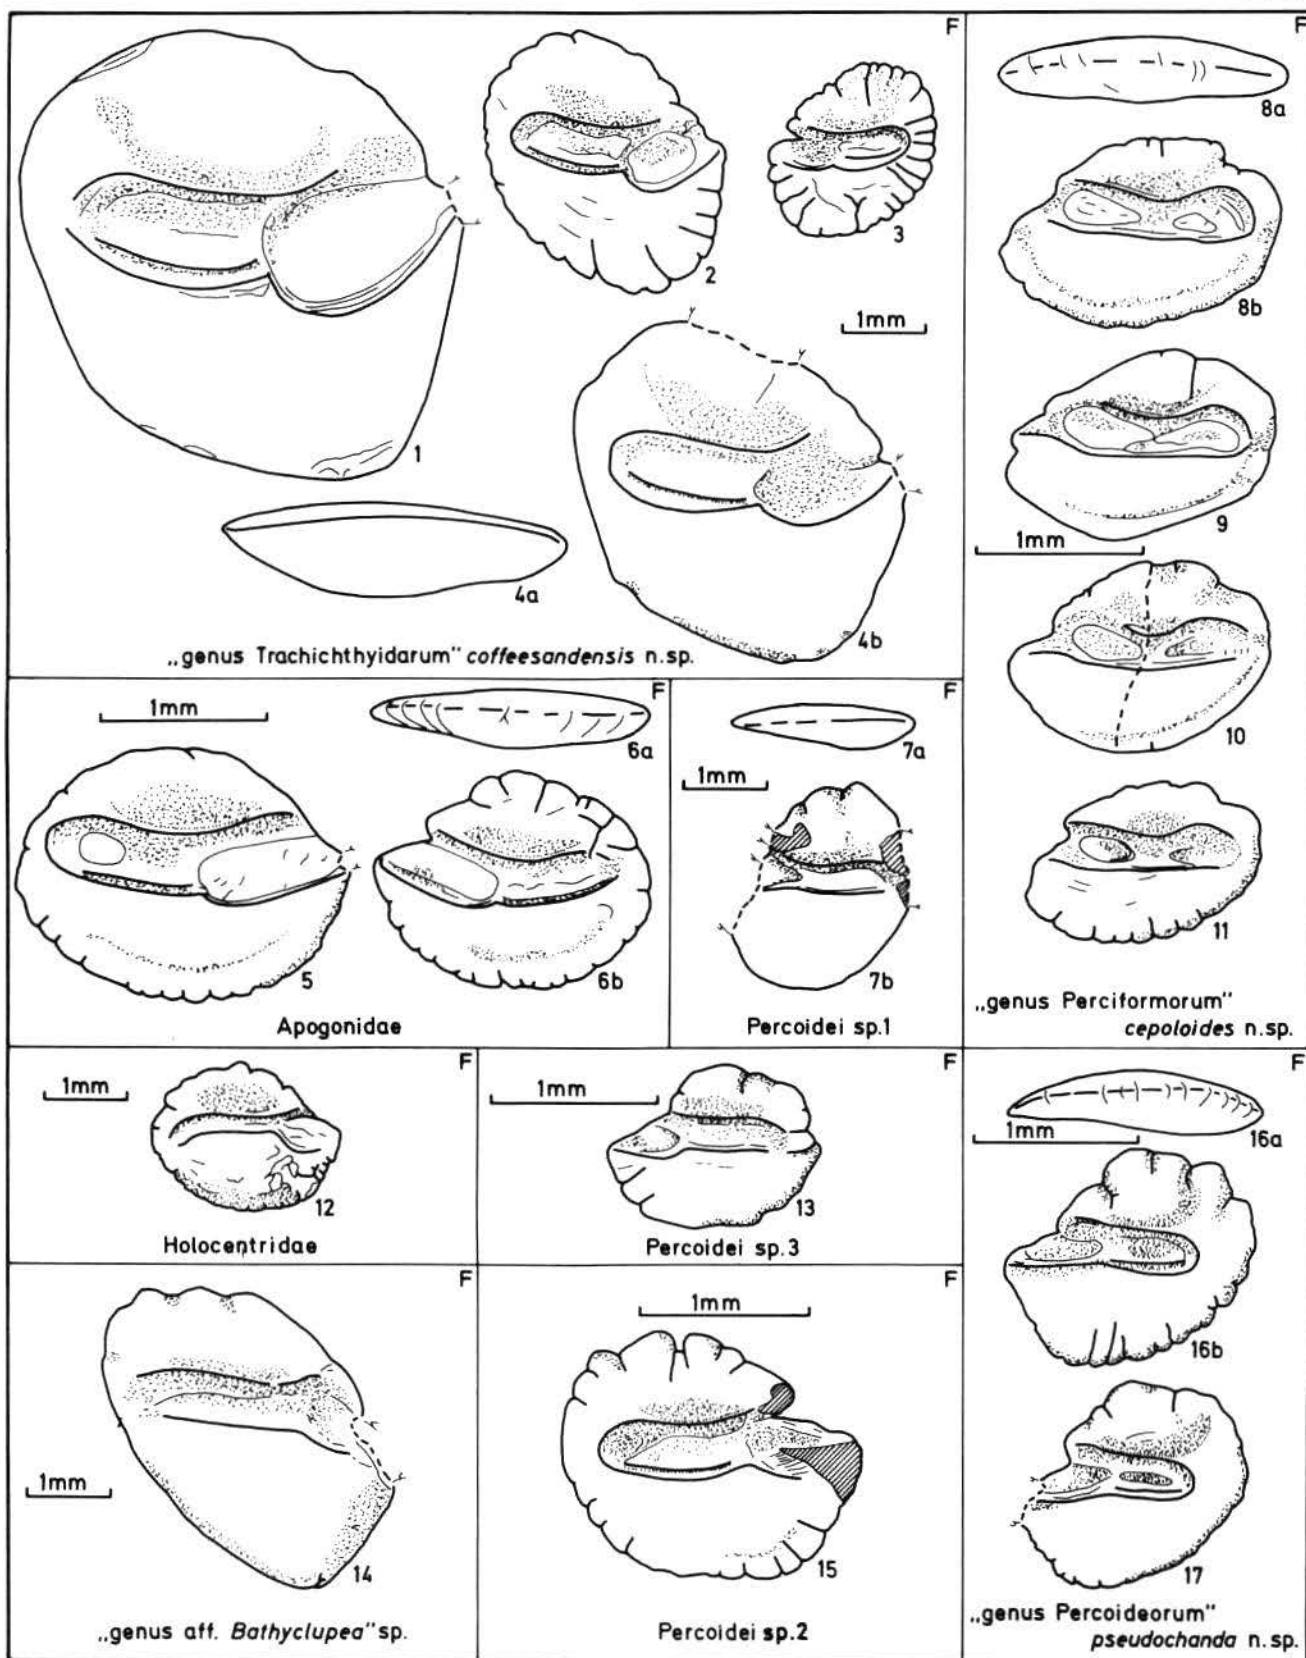 F
1
2
3
1mm
4a
4b
„genus Trachichthyidarum" coffeesandensis n.sp.
F
8a
8b
9
1mm
10
11
„genus Perciformorum"
cepoloides n.sp.
F
1mm
5
6a
6b
Apogonidae
F
7a
1mm
7b
Percoidei sp.1
F
1mm
12
Holocentridae
F
1mm
13
Percoidei sp.3
F
16a
1mm
16b
17
„genus Percoideorum"
pseudochanda n.sp.
F
1mm
14
„genus aff. Bathyclupea" sp.
F
1mm
15
Percoidei sp.2